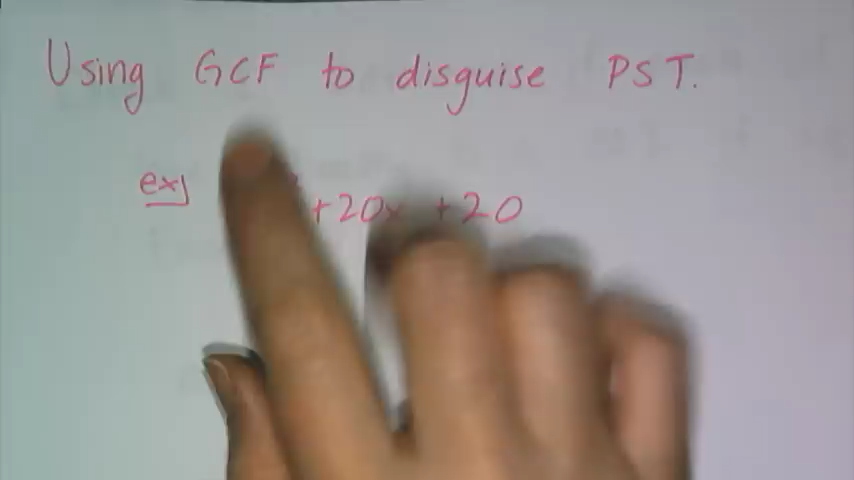 Using GCF to disguise PST.
ex) +20x +20